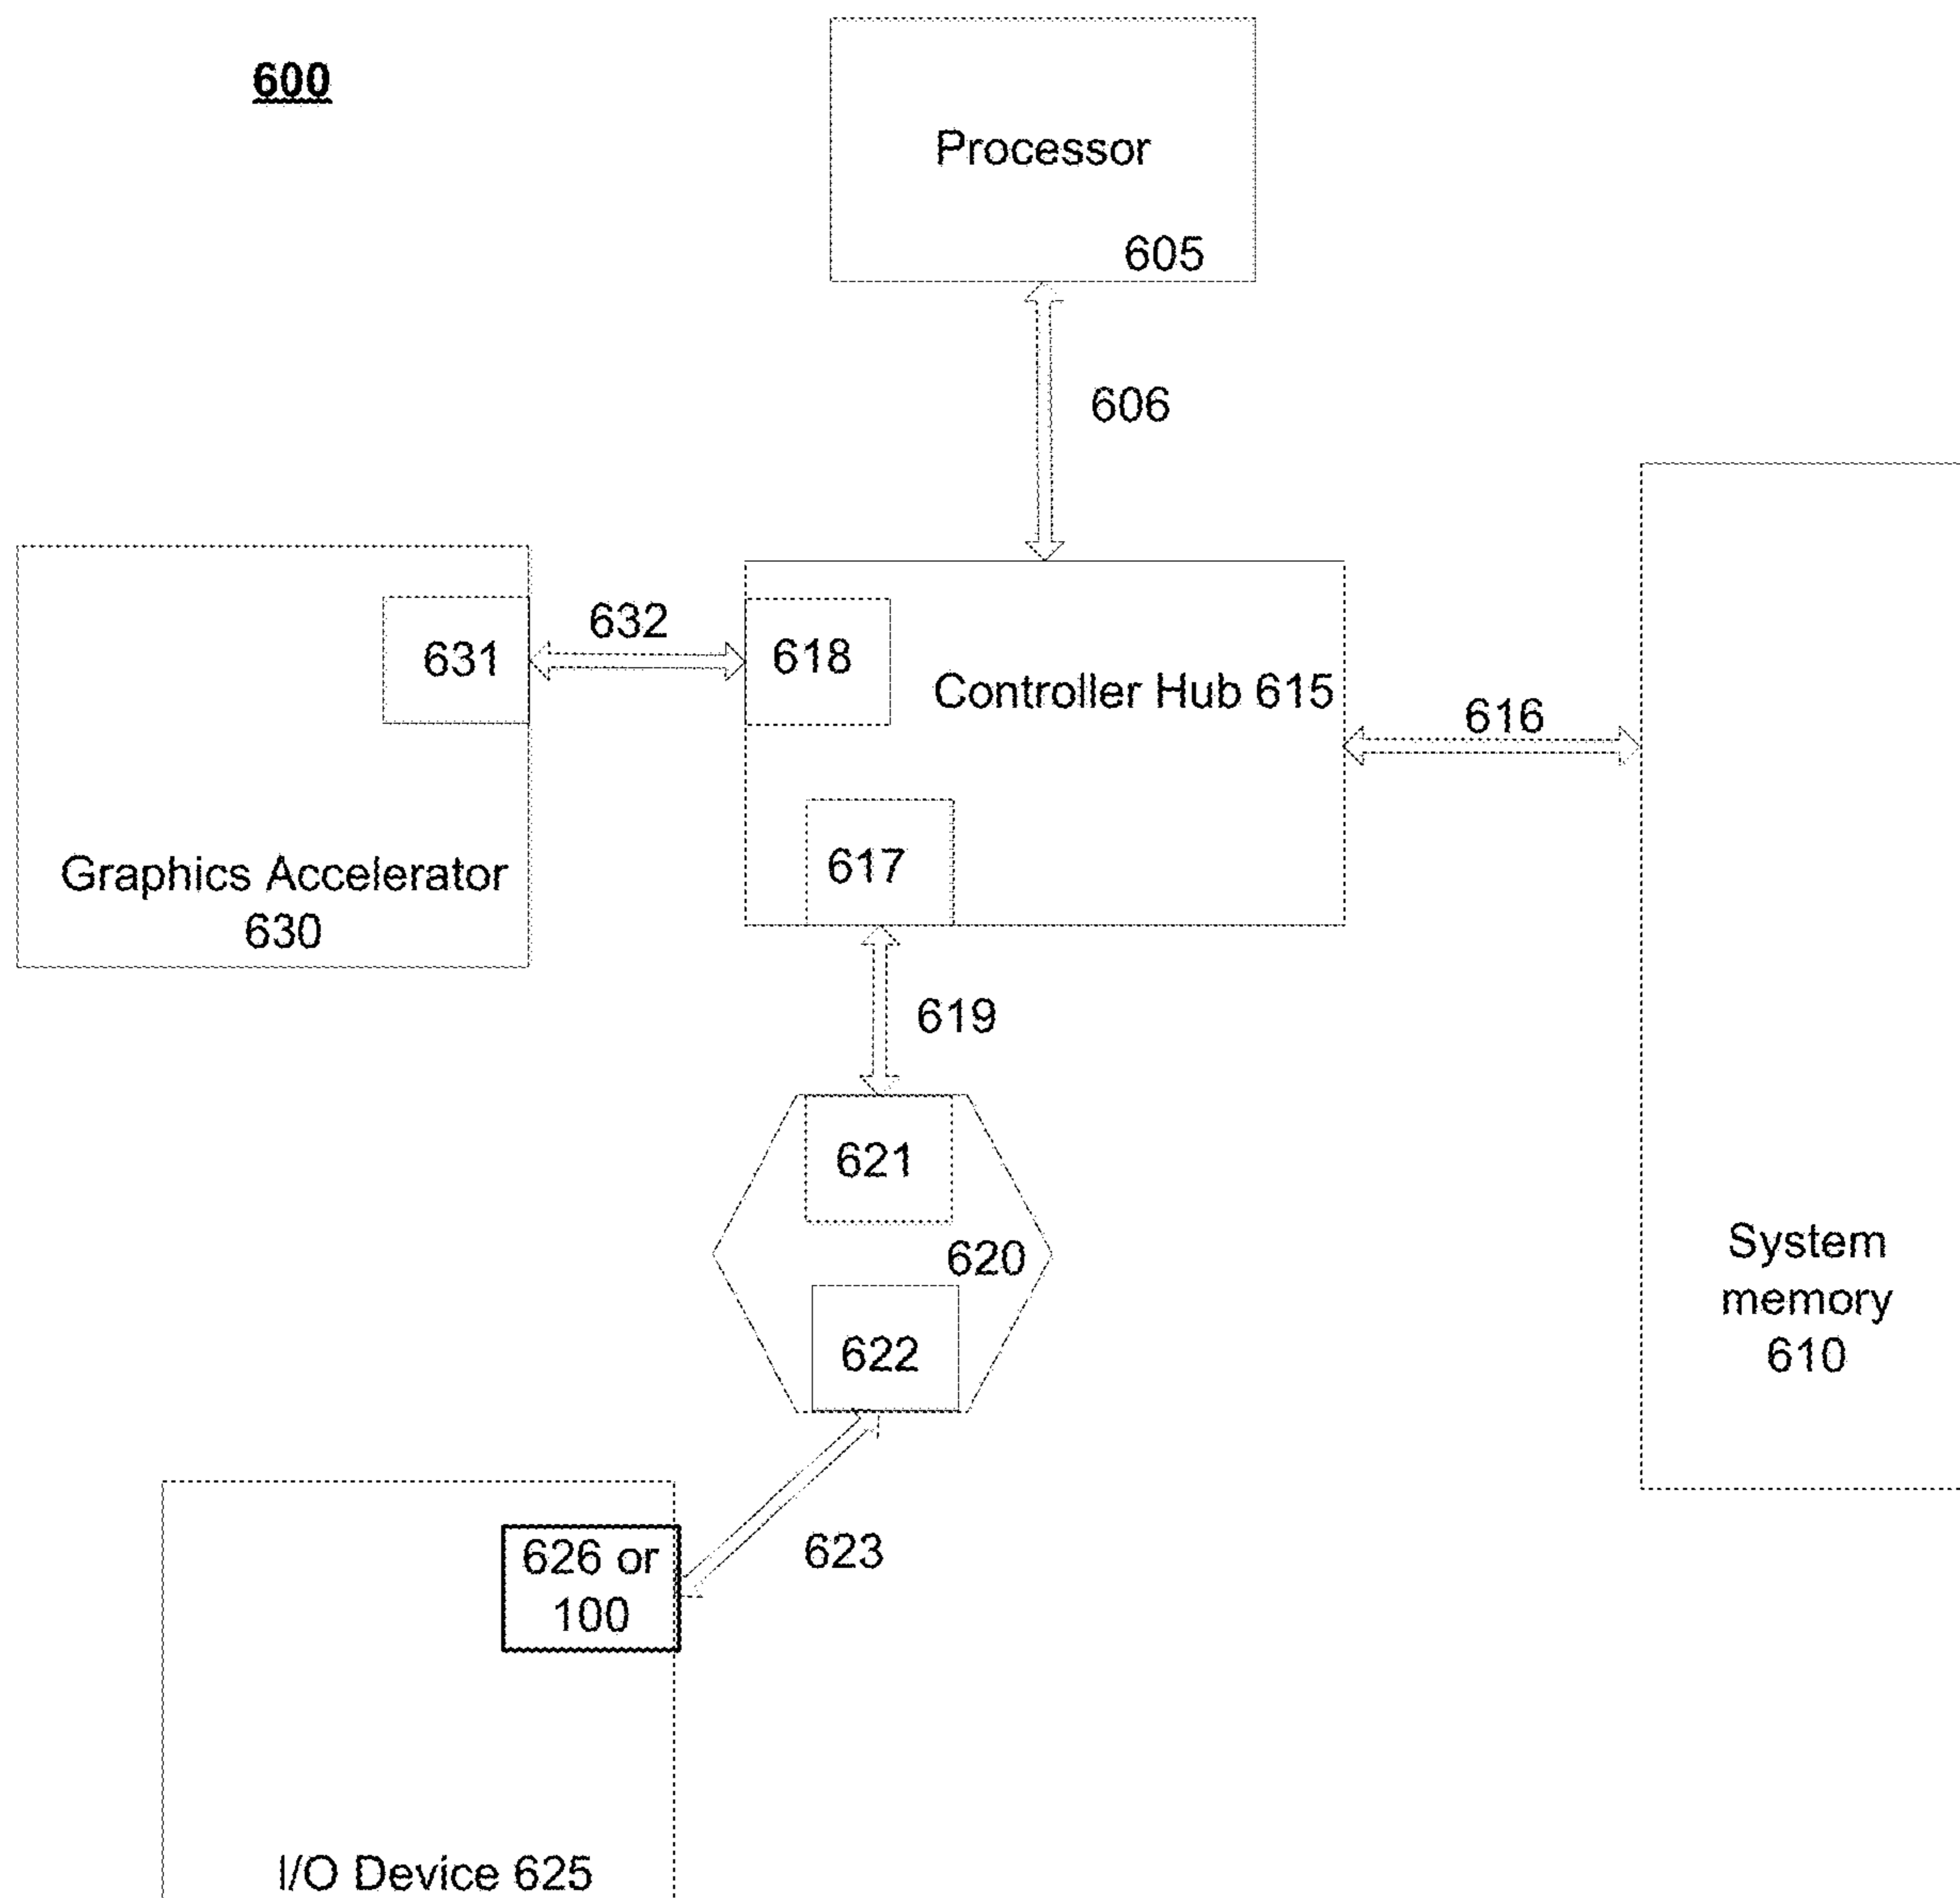 600
Processor
605
606
631
632
618
Controller Hub 615
616
617
Graphics Accelerator
630
619
621
620
622
System
memory
610
626 or
100
623
I/O Device 625